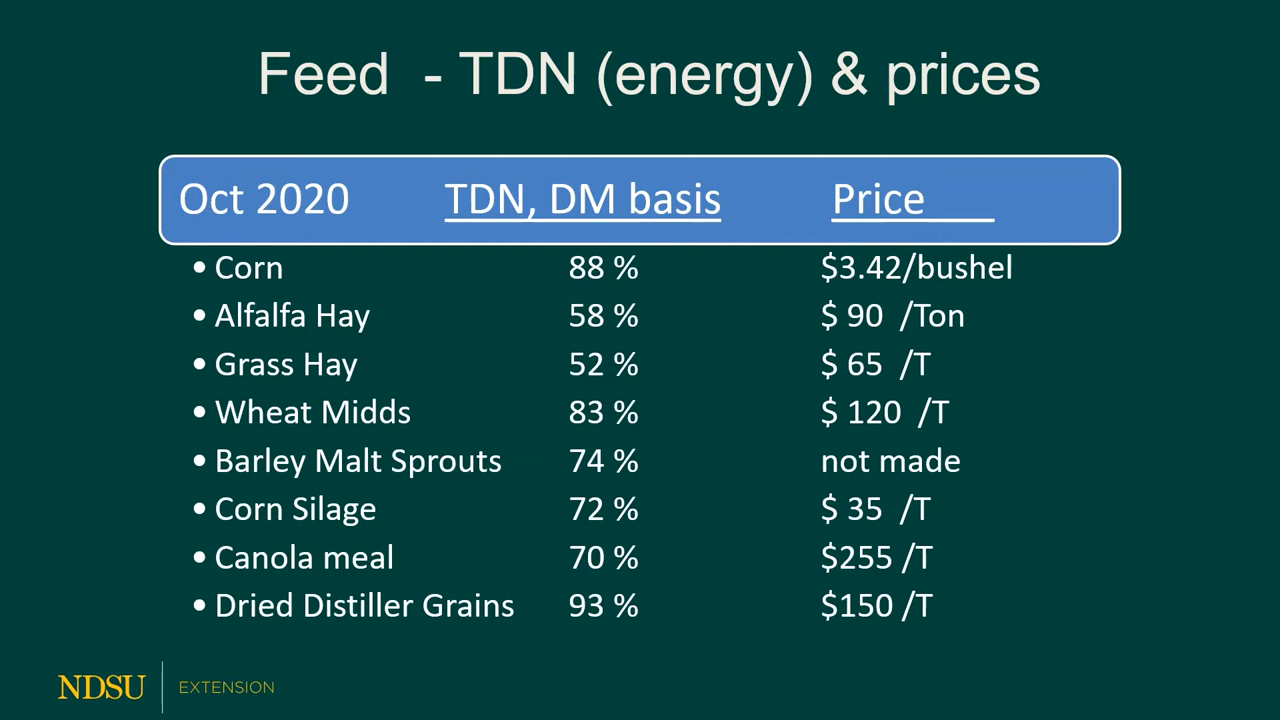 Feed - TDN (energy) & prices
Oct 2020 TDN, DM basis Price
• Corn 88 % $3.42/bushel
• Alfalfa Hay 58 % $ 90 /Ton
• Grass Hay 52 % $ 65 /T
• Wheat Midds 83 % $ 120 /T
• Barley Malt Sprouts 74 % not made
• Corn Silage 72 % $ 35 /T
• Canola meal 70 % $255 /T
• Dried Distiller Grains 93 % $150 /T
NDSU EXTENSION